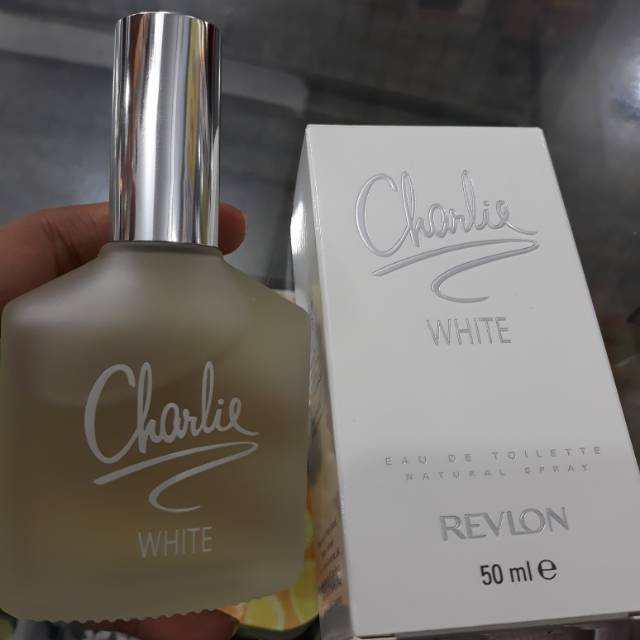 Charlie
WHITE
Charlie
WHITE
EAU DE TOILETTE
NATURAL SPRAY
REVLON
50 ml e